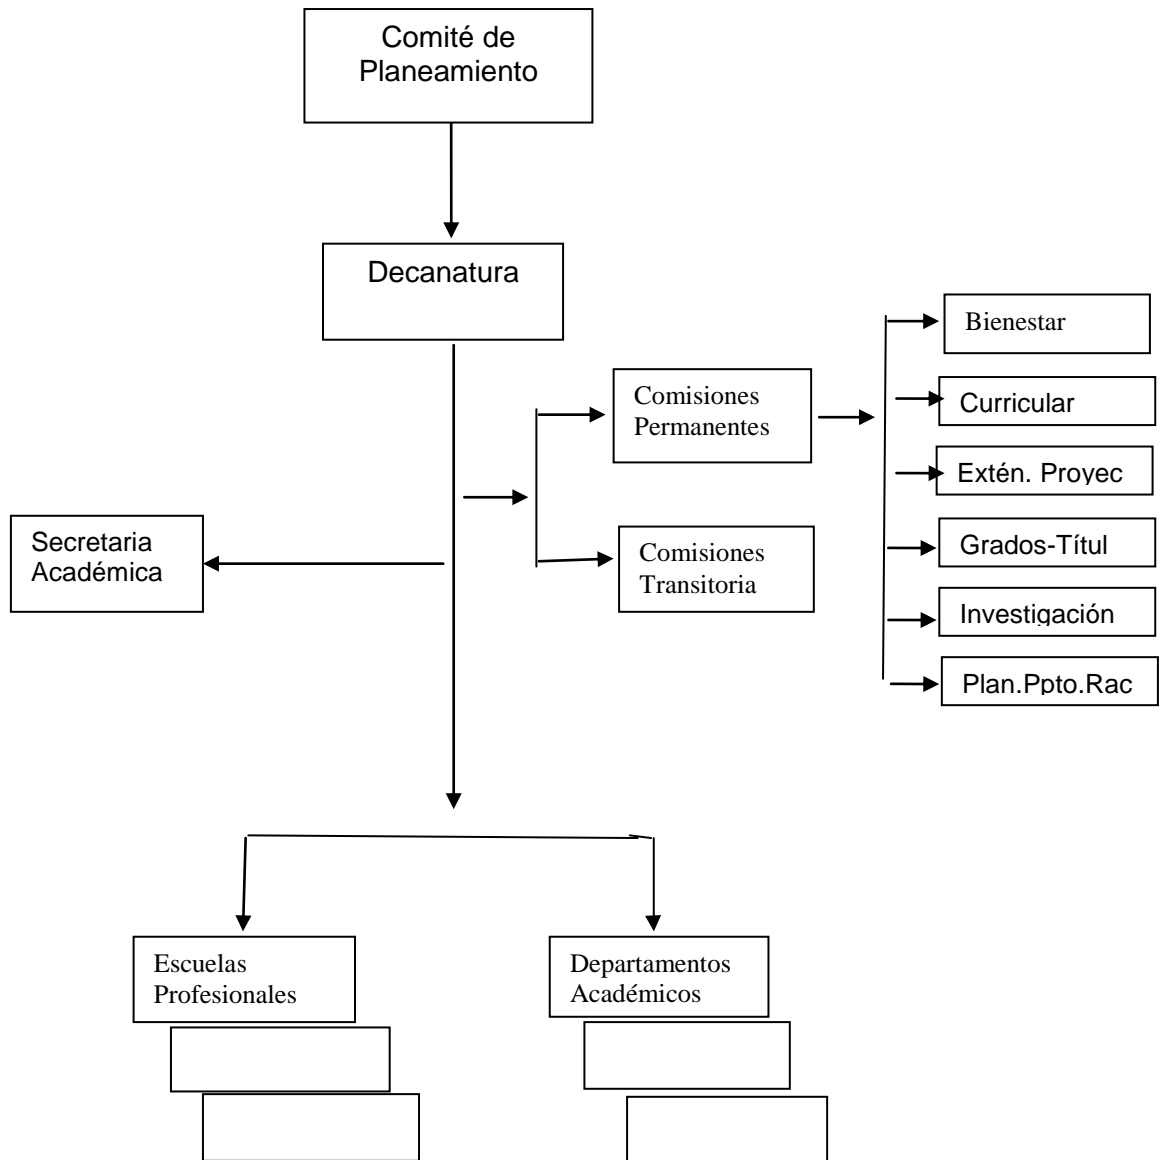 Comité de
Planeamiento
Decanatura
Bienestar
Comisiones
Permanentes
Curricular
Extén. Proyec
Secretaria
Académica
Comisiones
Transitoria
Grados-Títul
Investigación
Plan.Ppto.Rac
Escuelas
Profesionales
Departamentos
Académicos